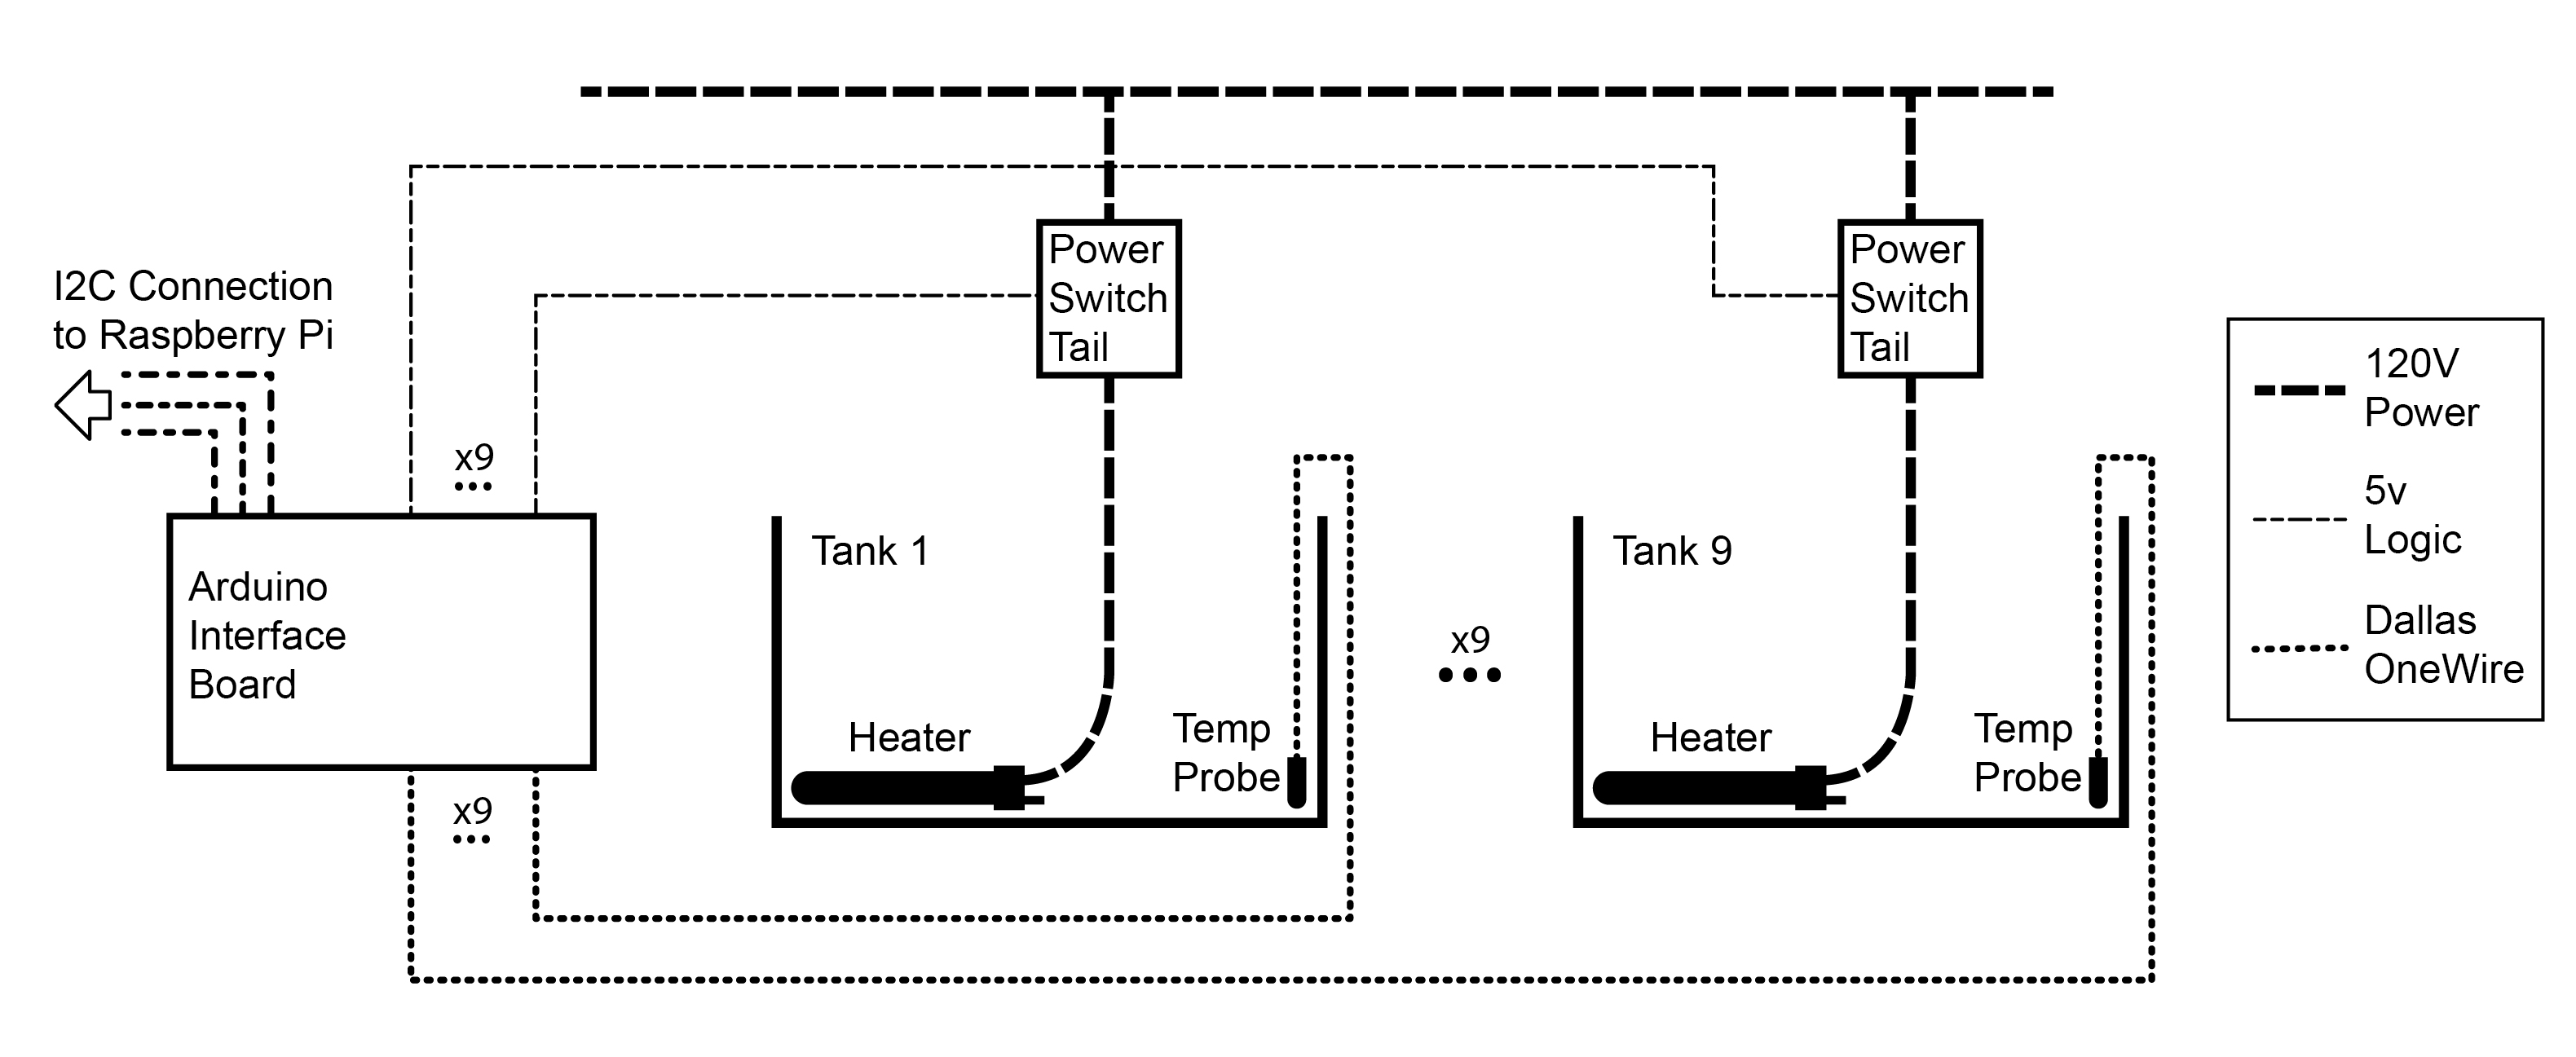 I2C Connection
to Raspberry Pi
x9
Arduino
Interface
Board
x9
Power
Switch
Tail
Tank 1
Heater
Temp
Probe
x9
Power
Switch
Tail
Tank 9
Heater
Temp
Probe
120V
Power
5v
Logic
Dallas
OneWire